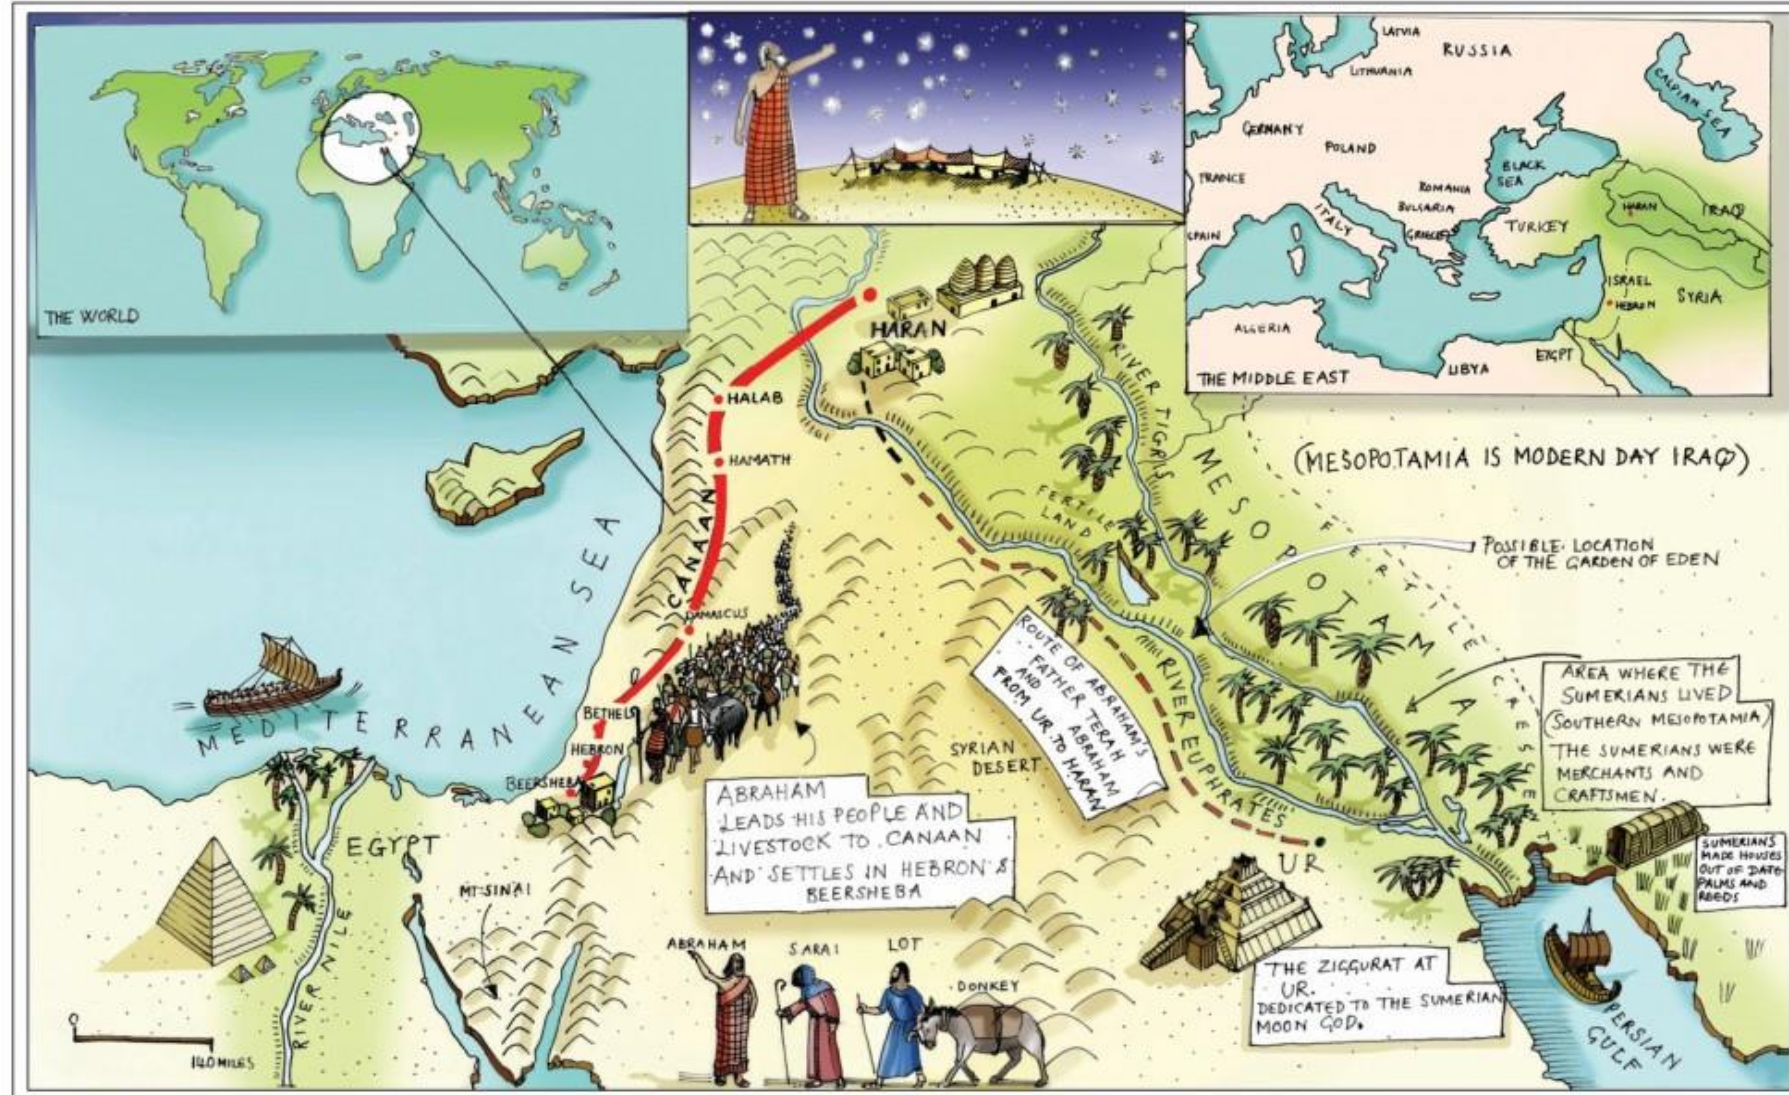 THE WORLD
LATVIA
RUSSIA
LITHUANIA
CALPIAN SEA
GERMANY
POLAND
BLACK
SEA
FRANCE
ROMANIA
BULGARIA
ITALY
GREECE
TURKEY
SPAIN
HARAN
IRAQ
ISRAEL
HEBRON
SYRIA
ALGERIA
EYGPT
LIBYA
THE MIDDLE EAST
HARAN
HALAB
HAMATH
CANAAN
DAMASCUS
BETHEL
HEBRON
BEERSHEBA
MEDITERRANEAN SEA
RIVER TIGRIS
MESOPOTAMIA
(MESOPOTAMIA IS MODERN DAY IRAQ)
FERTILE
LAND
FERTILE CRESCENT
POSSIBLE LOCATION
OF THE GARDEN OF EDEN
ROUTE OF ABRAHAM'S
FATHER TERAH
AND ABRAHAM
FROM UR TO HARAN
RIVER EUPHRATES
SYRIAN
DESERT
AREA WHERE THE
SUMERIANS LIVED
(SOUTHERN MESOPOTAMIA)
THE SUMERIANS WERE
MERCHANTS AND
CRAFTSMEN.
ABRAHAM
LEADS HIS PEOPLE AND
LIVESTOCK TO CANAAN
AND SETTLES IN HEBRON &
BEERSHEBA
UR
SUMERIANS
MADE HOUSES
OUT OF DATE
PALMS AND
REEDS
EGYPT
MT SINAI
RIVER NILE
0
140 MILES
ABRAHAM
SARAI
LOT
DONKEY
THE ZIGGURAT AT
UR.
DEDICATED TO THE SUMERIAN
MOON GOD.
PERSIAN
GULF